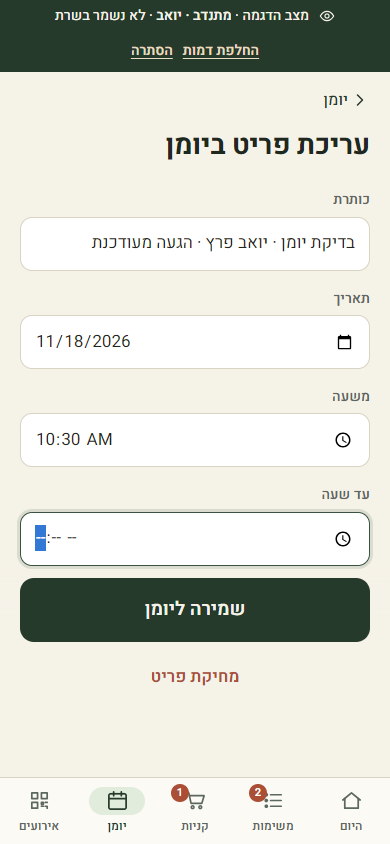 מצב הדגמה · מתנדב · יואב · לא נשמר בשרת
החלפת דמות הסתרה
יומן
עריכת פריט ביומן
כותרת
בדיקת יומן · יואב פרץ · הגעה מעודכנת
תאריך
11/18/2026
משעה
10:30 AM
עד שעה
--:-- --
שמירה ליומן
מחיקת פריט
2 1
היום משימות קניות יומן אירועים